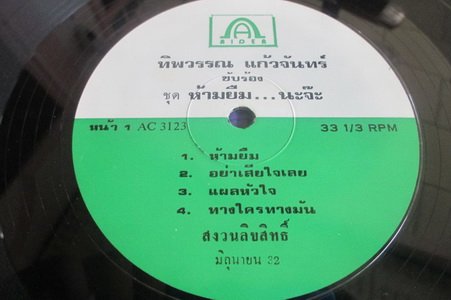 RIDER
ทิพวรรณ แก้วจันทร์
ขับร้อง
ชุด ห้ามยืม...นะจ๊ะ
หน้า 1 AC 3123 33 1/3 RPM
1. ห้ามยืม
2. อย่าเสียใจเลย
3. แผลหัวใจ
4. ทางใครทางมัน
สงวนลิขสิทธิ์
มิถุนายน 32